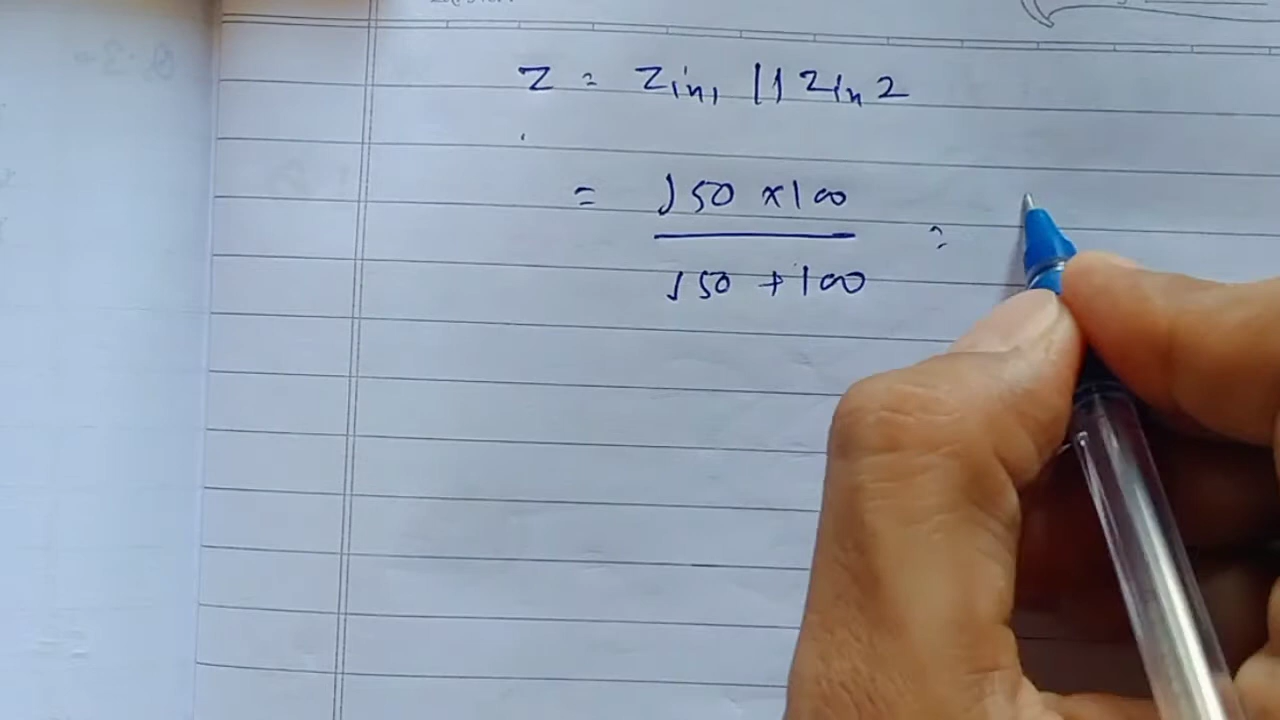 Z = Zin1 || Zin2
= 150 × 100 =
150 + 100